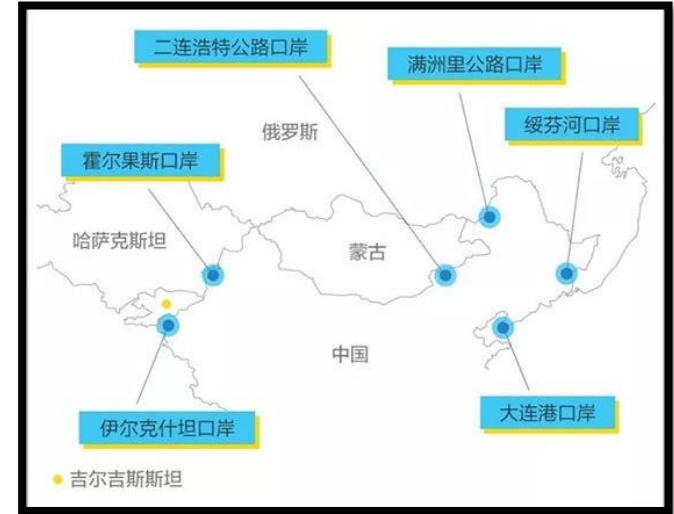 二连浩特公路口岸
满洲里公路口岸
绥芬河口岸
俄罗斯
霍尔果斯口岸
哈萨克斯坦
蒙古
中国
大连港口岸
伊尔克什坦口岸
吉尔吉斯斯坦